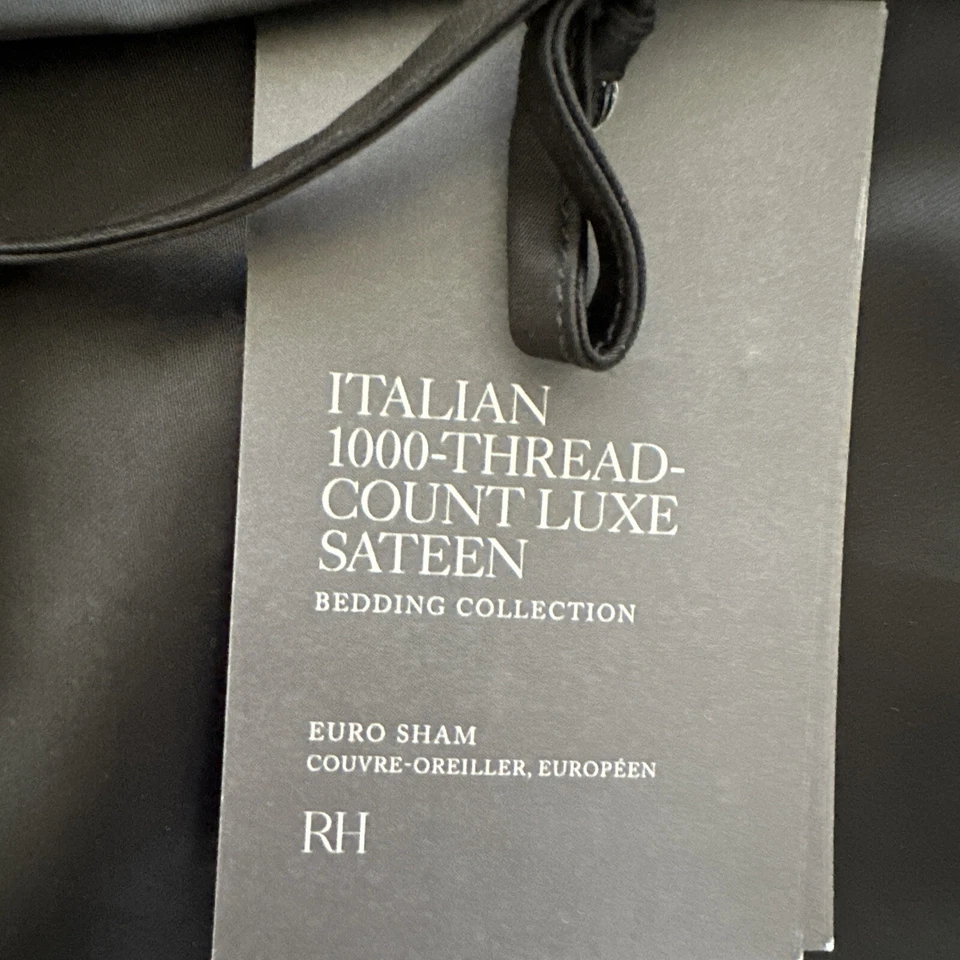 ITALIAN
1000-THREAD-
COUNT LUXE
SATEEN
BEDDING COLLECTION
EURO SHAM
COUVRE-OREILLER, EUROPÉEN
RH